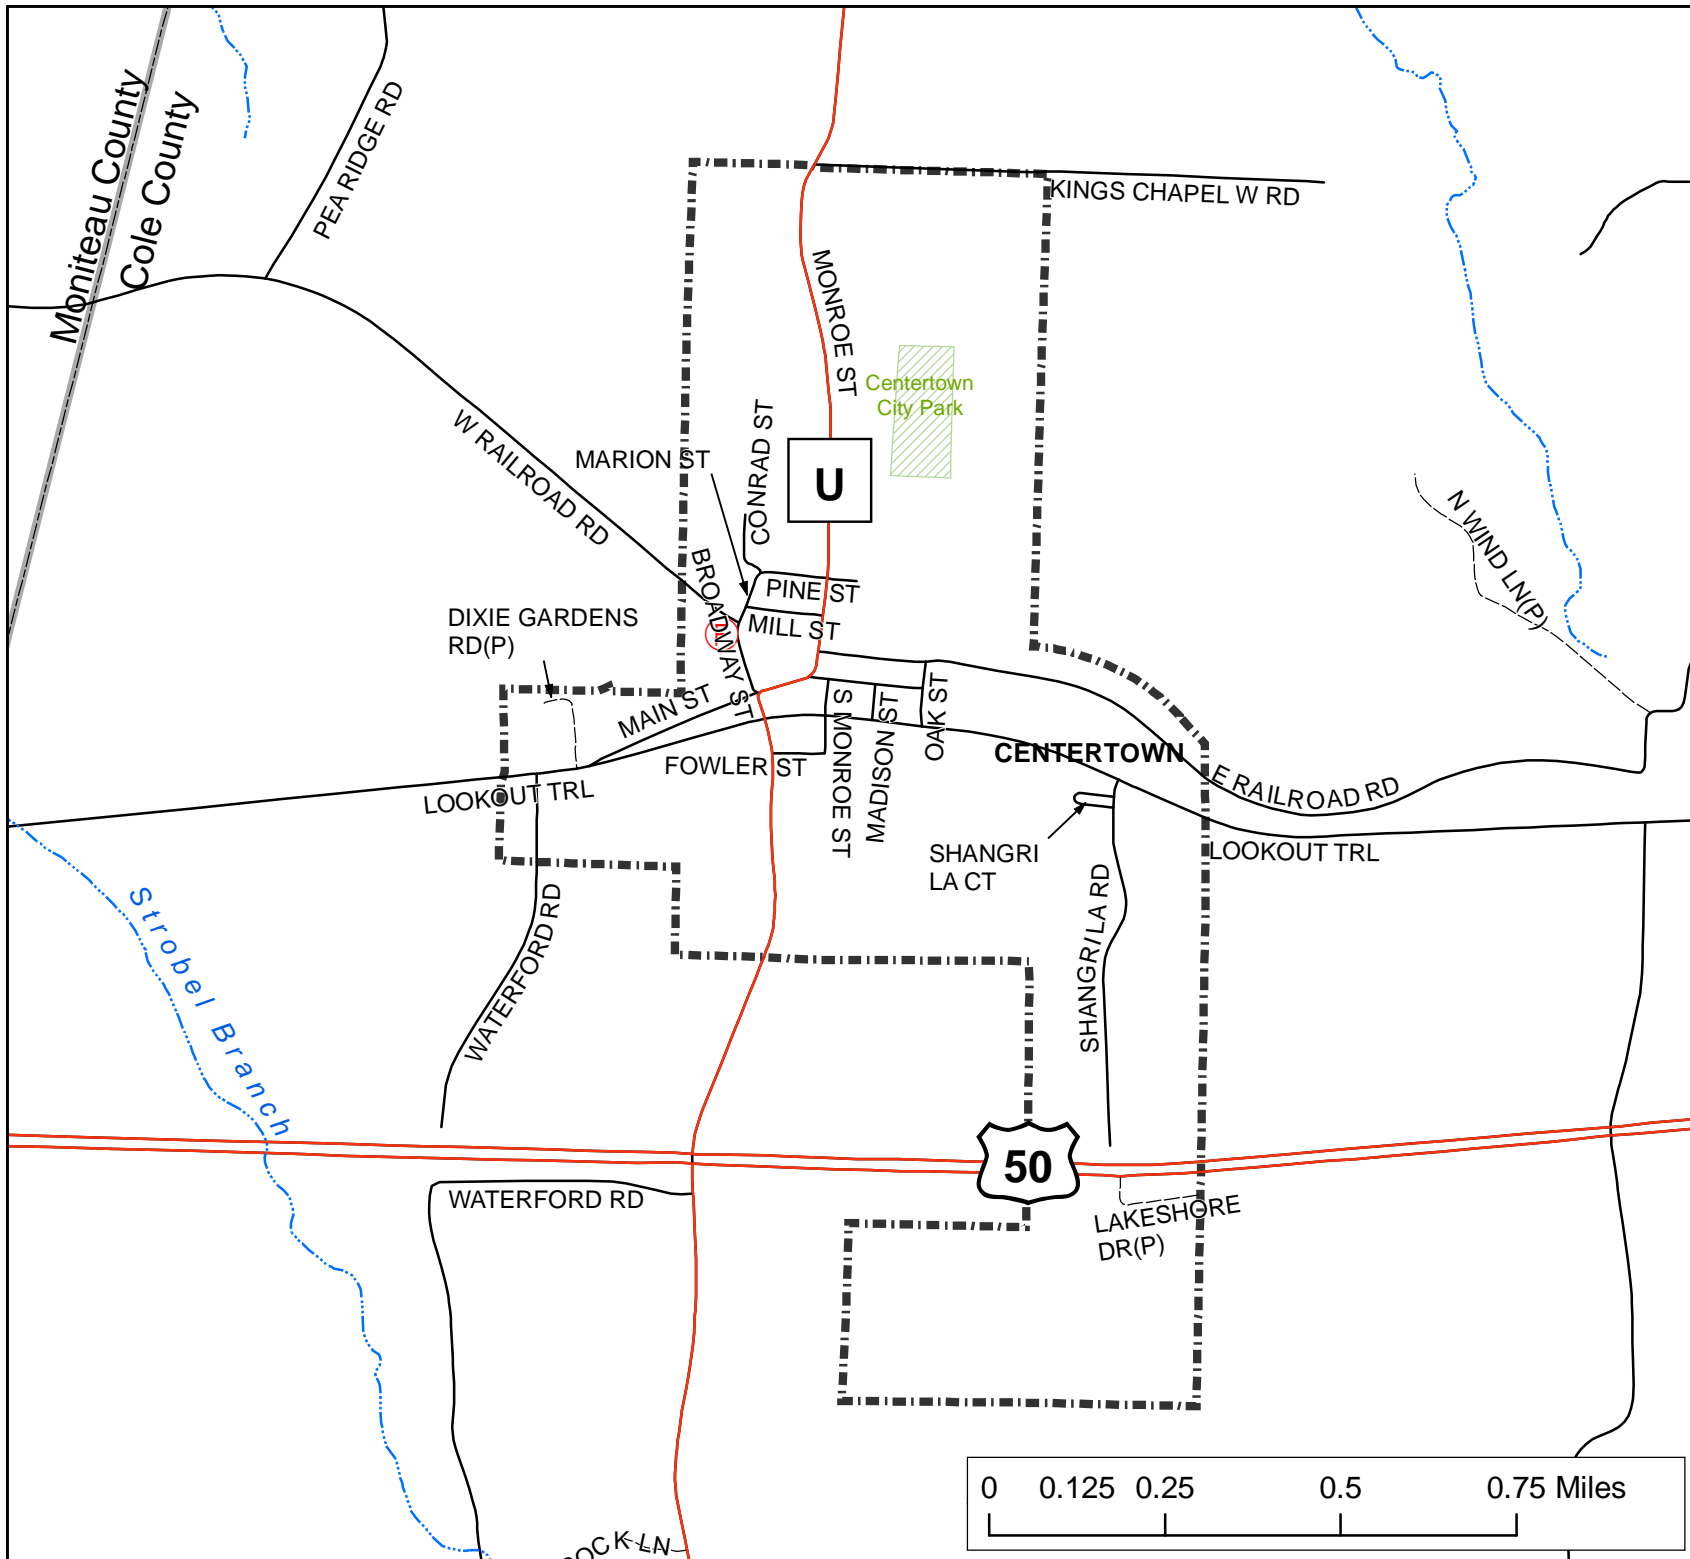 Moniteau County
Cole County
PEA RIDGE RD
KINGS CHAPEL W RD
MONROE ST
Centertown
City Park
W RAILROAD RD
MARION ST
CONRAD ST
U
N WIND LN(P)
BROADWAY ST
PINE ST
MILL ST
DIXIE GARDENS
RD(P)
MAIN ST
S MONROE ST
MADISON ST
OAK ST
CENTERTOWN
FOWLER ST
LOOKOUT TRL
E RAILROAD RD
SHANGRI
LA CT
LOOKOUT TRL
SHANGRILA RD
Strobel Branch
WATERFORD RD
50
WATERFORD RD
LAKESHORE
DR(P)
0 0.125 0.25 0.5 0.75 Miles